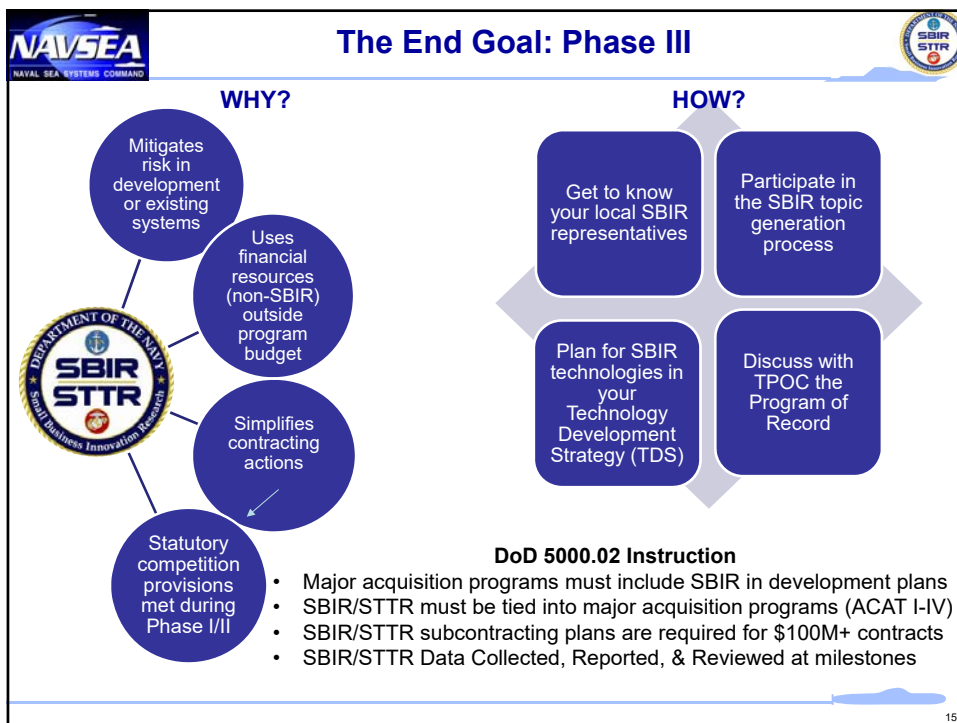 NAVSEA
NAVAL SEA SYSTEMS COMMAND
The End Goal: Phase III
SBIR
STTR
WHY?
Mitigates
risk in
development
or existing
systems
Uses
financial
resources
(non-SBIR)
outside
program
budget
DEPARTMENT OF THE NAVY
SBIR
STTR
Small Business Innovation Research
Simplifies
contracting
actions
Statutory
competition
provisions
met during
Phase I/II
HOW?
Get to know
your local SBIR
representatives
Participate in
the SBIR topic
generation
process
Plan for SBIR
technologies in
your
Technology
Development
Strategy (TDS)
Discuss with
TPOC the
Program of
Record
DoD 5000.02 Instruction
• Major acquisition programs must include SBIR in development plans
• SBIR/STTR must be tied into major acquisition programs (ACAT I-IV)
• SBIR/STTR subcontracting plans are required for $100M+ contracts
• SBIR/STTR Data Collected, Reported, & Reviewed at milestones
15